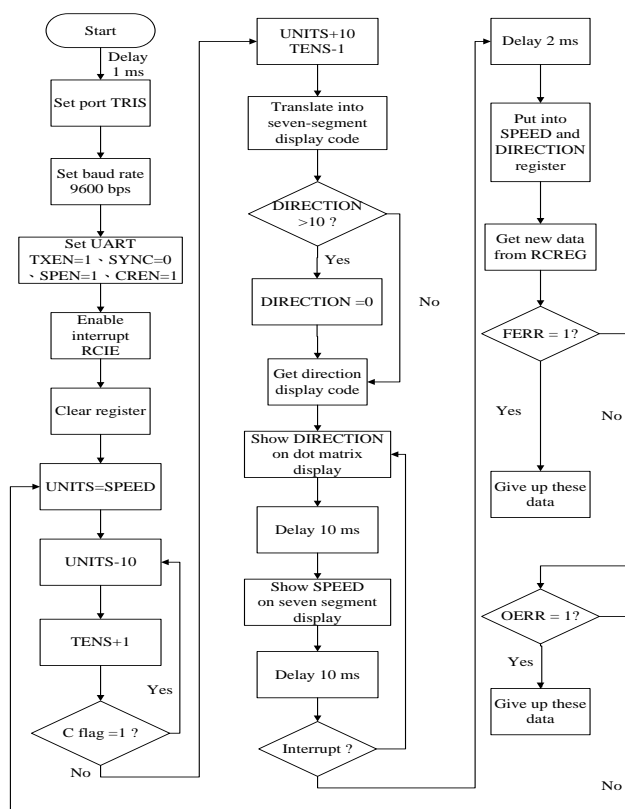 Start
Delay
1 ms
Set port TRIS
Set baud rate
9600 bps
Set UART
TXEN=1、SYNC=0
、SPEN=1、CREN=1
Enable
interrupt
RCIE
Clear register
UNITS=SPEED
UNITS-10
TENS+1
Yes
C flag =1 ?
No
UNITS+10
TENS-1
Translate into
seven-segment
display code
DIRECTION
>10 ?
Yes
DIRECTION =0
No
Get direction
display code
Show DIRECTION
on dot matrix
display
Delay 10 ms
Show SPEED
on seven segment
display
Delay 10 ms
Interrupt ?
Delay 2 ms
Put into
SPEED and
DIRECTION
register
Get new data
from RCREG
FERR = 1?
Yes
No
Give up these
data
OERR = 1?
Yes
Give up these
data
No